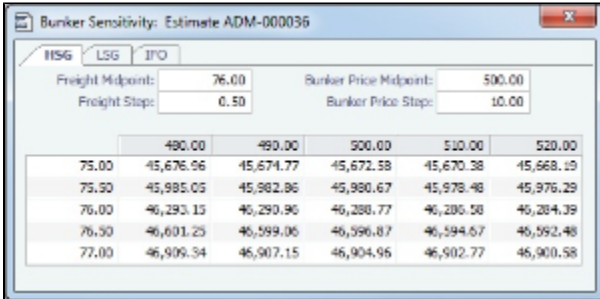 Bunker Sensitivity: Estimate ADM-000036
HSG LSG IFO
Freight Midpoint: 76.00 Bunker Price Midpoint: 500.00
Freight Step: 0.50 Bunker Price Step: 10.00
480.00 490.00 500.00 510.00 520.00
75.00 45,676.96 45,674.77 45,672.58 45,670.38 45,668.19
75.50 45,985.05 45,982.86 45,980.67 45,978.48 45,976.29
76.00 46,293.15 46,290.96 46,288.77 46,286.58 46,284.39
76.50 46,601.25 46,599.06 46,596.87 46,594.67 46,592.48
77.00 46,909.34 46,907.15 46,904.96 46,902.77 46,900.58